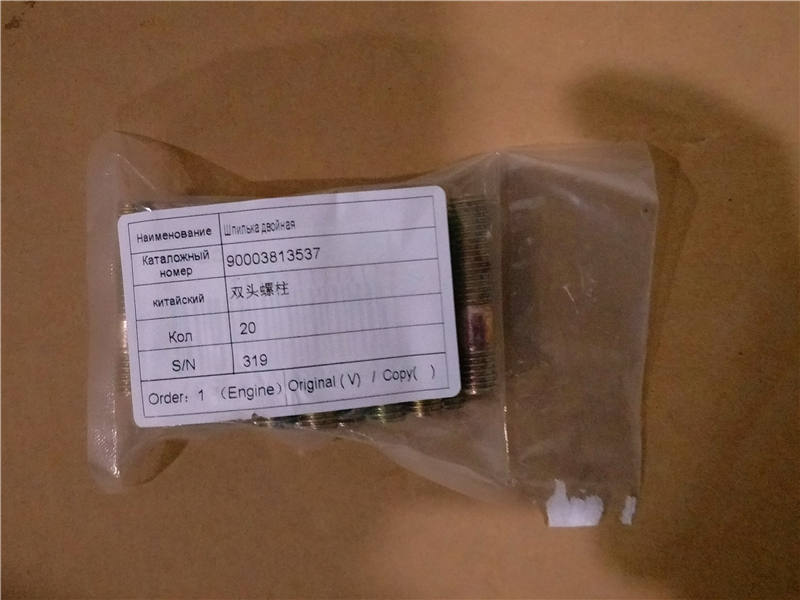 Наименование Шпилька двойная
Каталожный номер 90003813537
китайский 双头螺柱
Кол 20
S/N 319
Order: 1 （Engine）Original ( V) / Copy( )